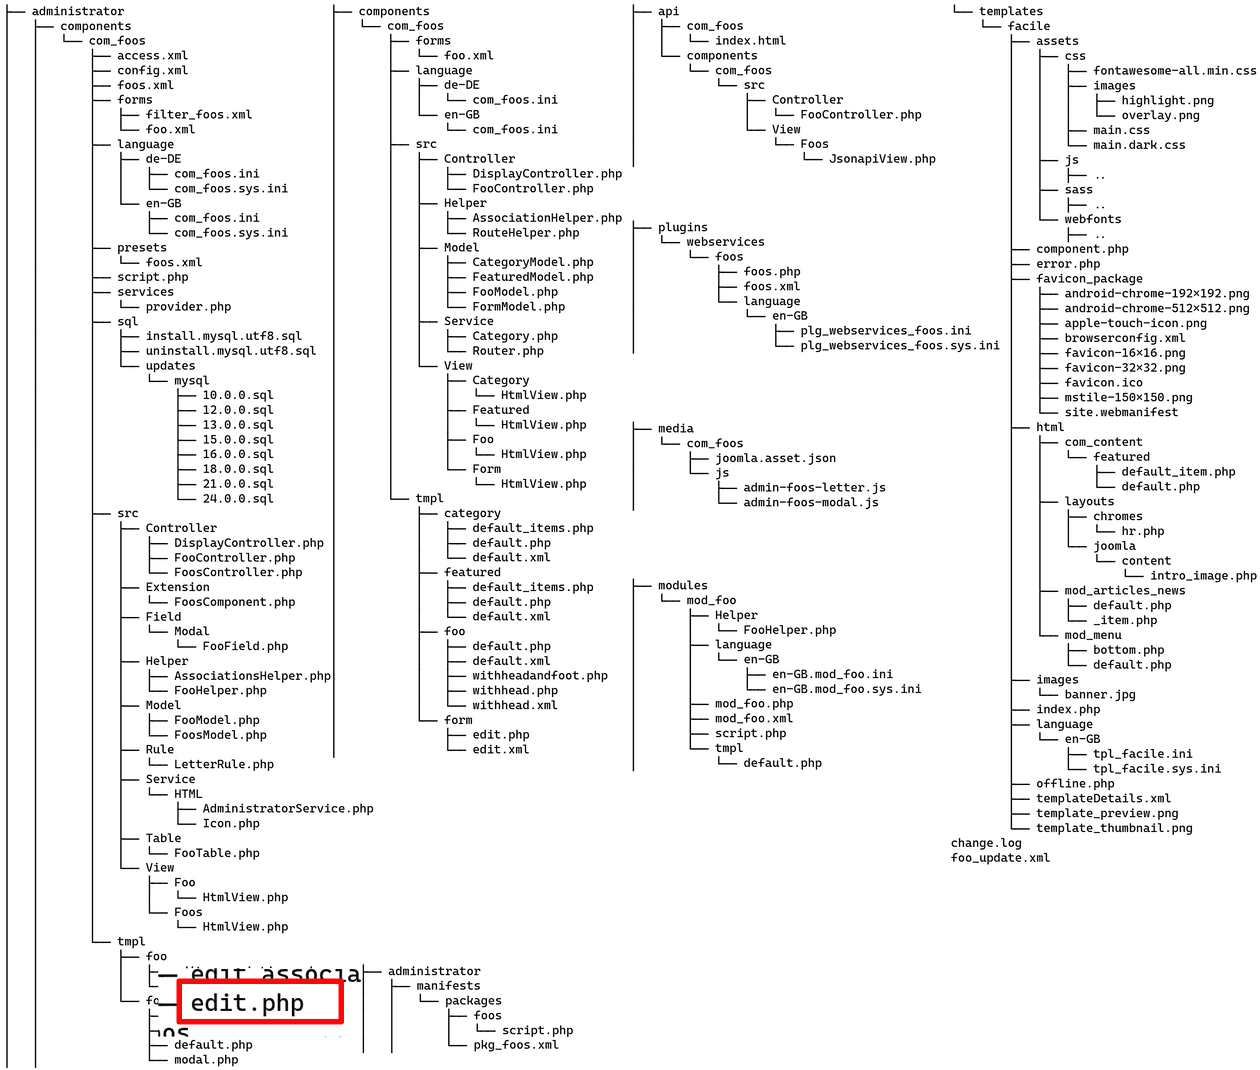 administrator
components
com_foos
access.xml
config.xml
foos.xml
forms
filter_foos.xml
foo.xml
language
de-DE
com_foos.ini
com_foos.sys.ini
en-GB
com_foos.ini
com_foos.sys.ini
presets
foos.xml
script.php
services
provider.php
sql
install.mysql.utf8.sql
uninstall.mysql.utf8.sql
updates
mysql
10.0.0.sql
12.0.0.sql
13.0.0.sql
15.0.0.sql
16.0.0.sql
18.0.0.sql
21.0.0.sql
24.0.0.sql
src
Controller
DisplayController.php
FooController.php
FoosController.php
Extension
FoosComponent.php
Field
Modal
FooField.php
Helper
AssociationsHelper.php
FooHelper.php
Model
FooModel.php
FoosModel.php
Rule
LetterRule.php
Service
HTML
AdministratorService.php
Icon.php
Table
FooTable.php
View
Foo
HtmlView.php
Foos
HtmlView.php
tmpl
foo
edit_associa
edit.php
default.php
modal.php
components
com_foos
forms
foo.xml
language
de-DE
com_foos.ini
en-GB
com_foos.ini
src
Controller
DisplayController.php
FooController.php
Helper
AssociationHelper.php
RouteHelper.php
Model
CategoryModel.php
FeaturedModel.php
FooModel.php
FormModel.php
Service
Category.php
Router.php
View
Category
HtmlView.php
Featured
HtmlView.php
Foo
HtmlView.php
Form
HtmlView.php
tmpl
category
default_items.php
default.php
default.xml
featured
default_items.php
default.php
default.xml
foo
default.php
default.xml
withheadandfoot.php
withhead.php
withhead.xml
form
edit.php
edit.xml
administrator
manifests
packages
foos
script.php
pkg_foos.xml
api
com_foos
index.html
components
com_foos
src
Controller
FooController.php
View
Foos
JsonapiView.php
plugins
webservices
foos
foos.php
foos.xml
language
en-GB
plg_webservices_foos.ini
plg_webservices_foos.sys.ini
media
com_foos
joomla.asset.json
js
admin-foos-letter.js
admin-foos-modal.js
modules
mod_foo
Helper
FooHelper.php
language
en-GB
en-GB.mod_foo.ini
en-GB.mod_foo.sys.ini
mod_foo.php
mod_foo.xml
script.php
tmpl
default.php
templates
facile
assets
css
fontawesome-all.min.css
images
highlight.png
overlay.png
main.css
main.dark.css
js
..
sass
..
webfonts
..
component.php
error.php
favicon_package
android-chrome-192×192.png
android-chrome-512×512.png
apple-touch-icon.png
browserconfig.xml
favicon-16×16.png
favicon-32×32.png
favicon.ico
mstile-150×150.png
site.webmanifest
html
com_content
featured
default_item.php
default.php
layouts
chromes
hr.php
joomla
content
intro_image.php
mod_articles_news
default.php
_item.php
mod_menu
bottom.php
default.php
images
banner.jpg
index.php
language
en-GB
tpl_facile.ini
tpl_facile.sys.ini
offline.php
templateDetails.xml
template_preview.png
template_thumbnail.png
change.log
foo_update.xml